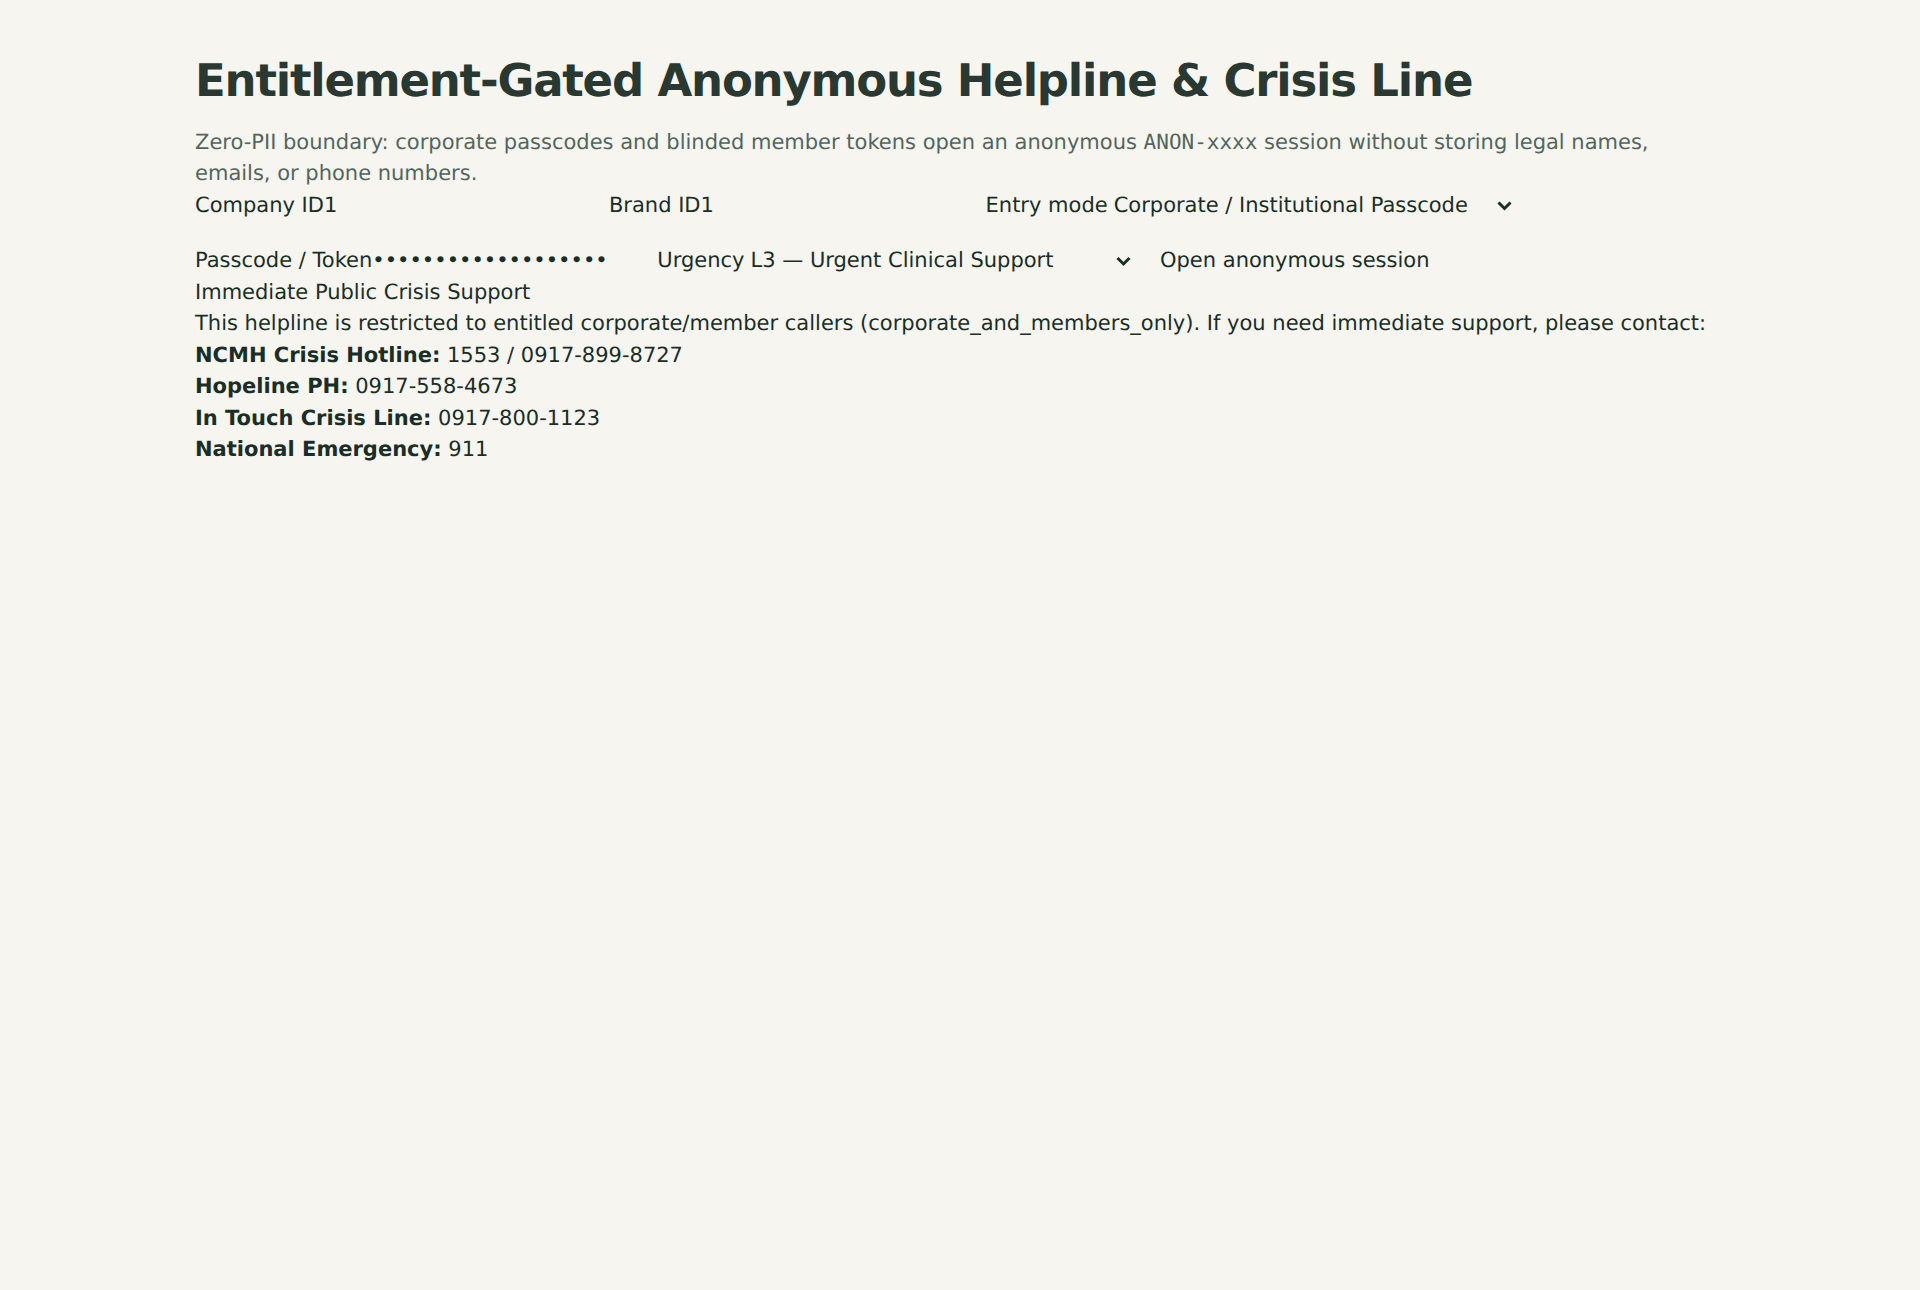 Entitlement-Gated Anonymous Helpline & Crisis Line
Zero-PII boundary: corporate passcodes and blinded member tokens open an anonymous ANON-xxxx session without storing legal names,
emails, or phone numbers.
Company ID1 Brand ID1 Entry mode Corporate / Institutional Passcode
Passcode / Token••••••••••••••••••• Urgency L3 — Urgent Clinical Support Open anonymous session
Immediate Public Crisis Support
This helpline is restricted to entitled corporate/member callers (corporate_and_members_only). If you need immediate support, please contact:
NCMH Crisis Hotline: 1553 / 0917-899-8727
Hopeline PH: 0917-558-4673
In Touch Crisis Line: 0917-800-1123
National Emergency: 911